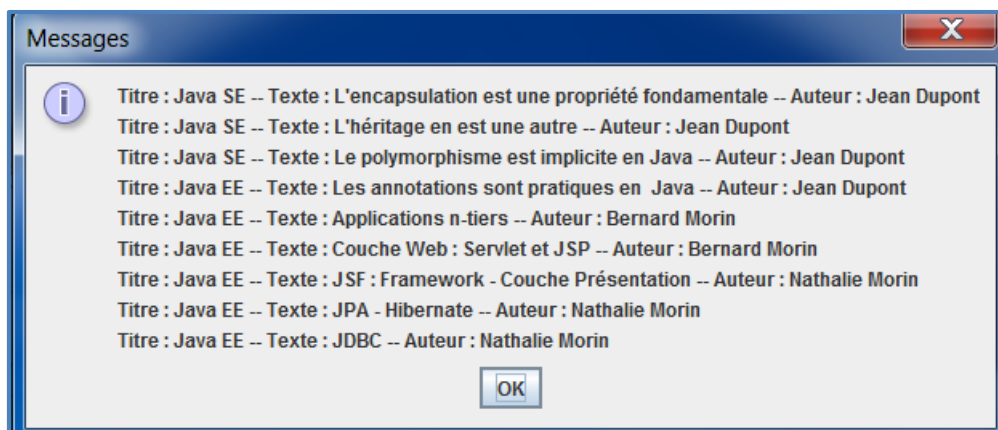 Messages
Titre : Java SE -- Texte : L'encapsulation est une propriété fondamentale -- Auteur : Jean Dupont
Titre : Java SE -- Texte : L'héritage en est une autre -- Auteur : Jean Dupont
Titre : Java SE -- Texte : Le polymorphisme est implicite en Java -- Auteur : Jean Dupont
Titre : Java EE -- Texte : Les annotations sont pratiques en  Java -- Auteur : Jean Dupont
Titre : Java EE -- Texte : Applications n-tiers -- Auteur : Bernard Morin
Titre : Java EE -- Texte : Couche Web : Servlet et JSP -- Auteur : Bernard Morin
Titre : Java EE -- Texte : JSF : Framework - Couche Présentation -- Auteur : Nathalie Morin
Titre : Java EE -- Texte : JPA - Hibernate -- Auteur : Nathalie Morin
Titre : Java EE -- Texte : JDBC -- Auteur : Nathalie Morin
OK